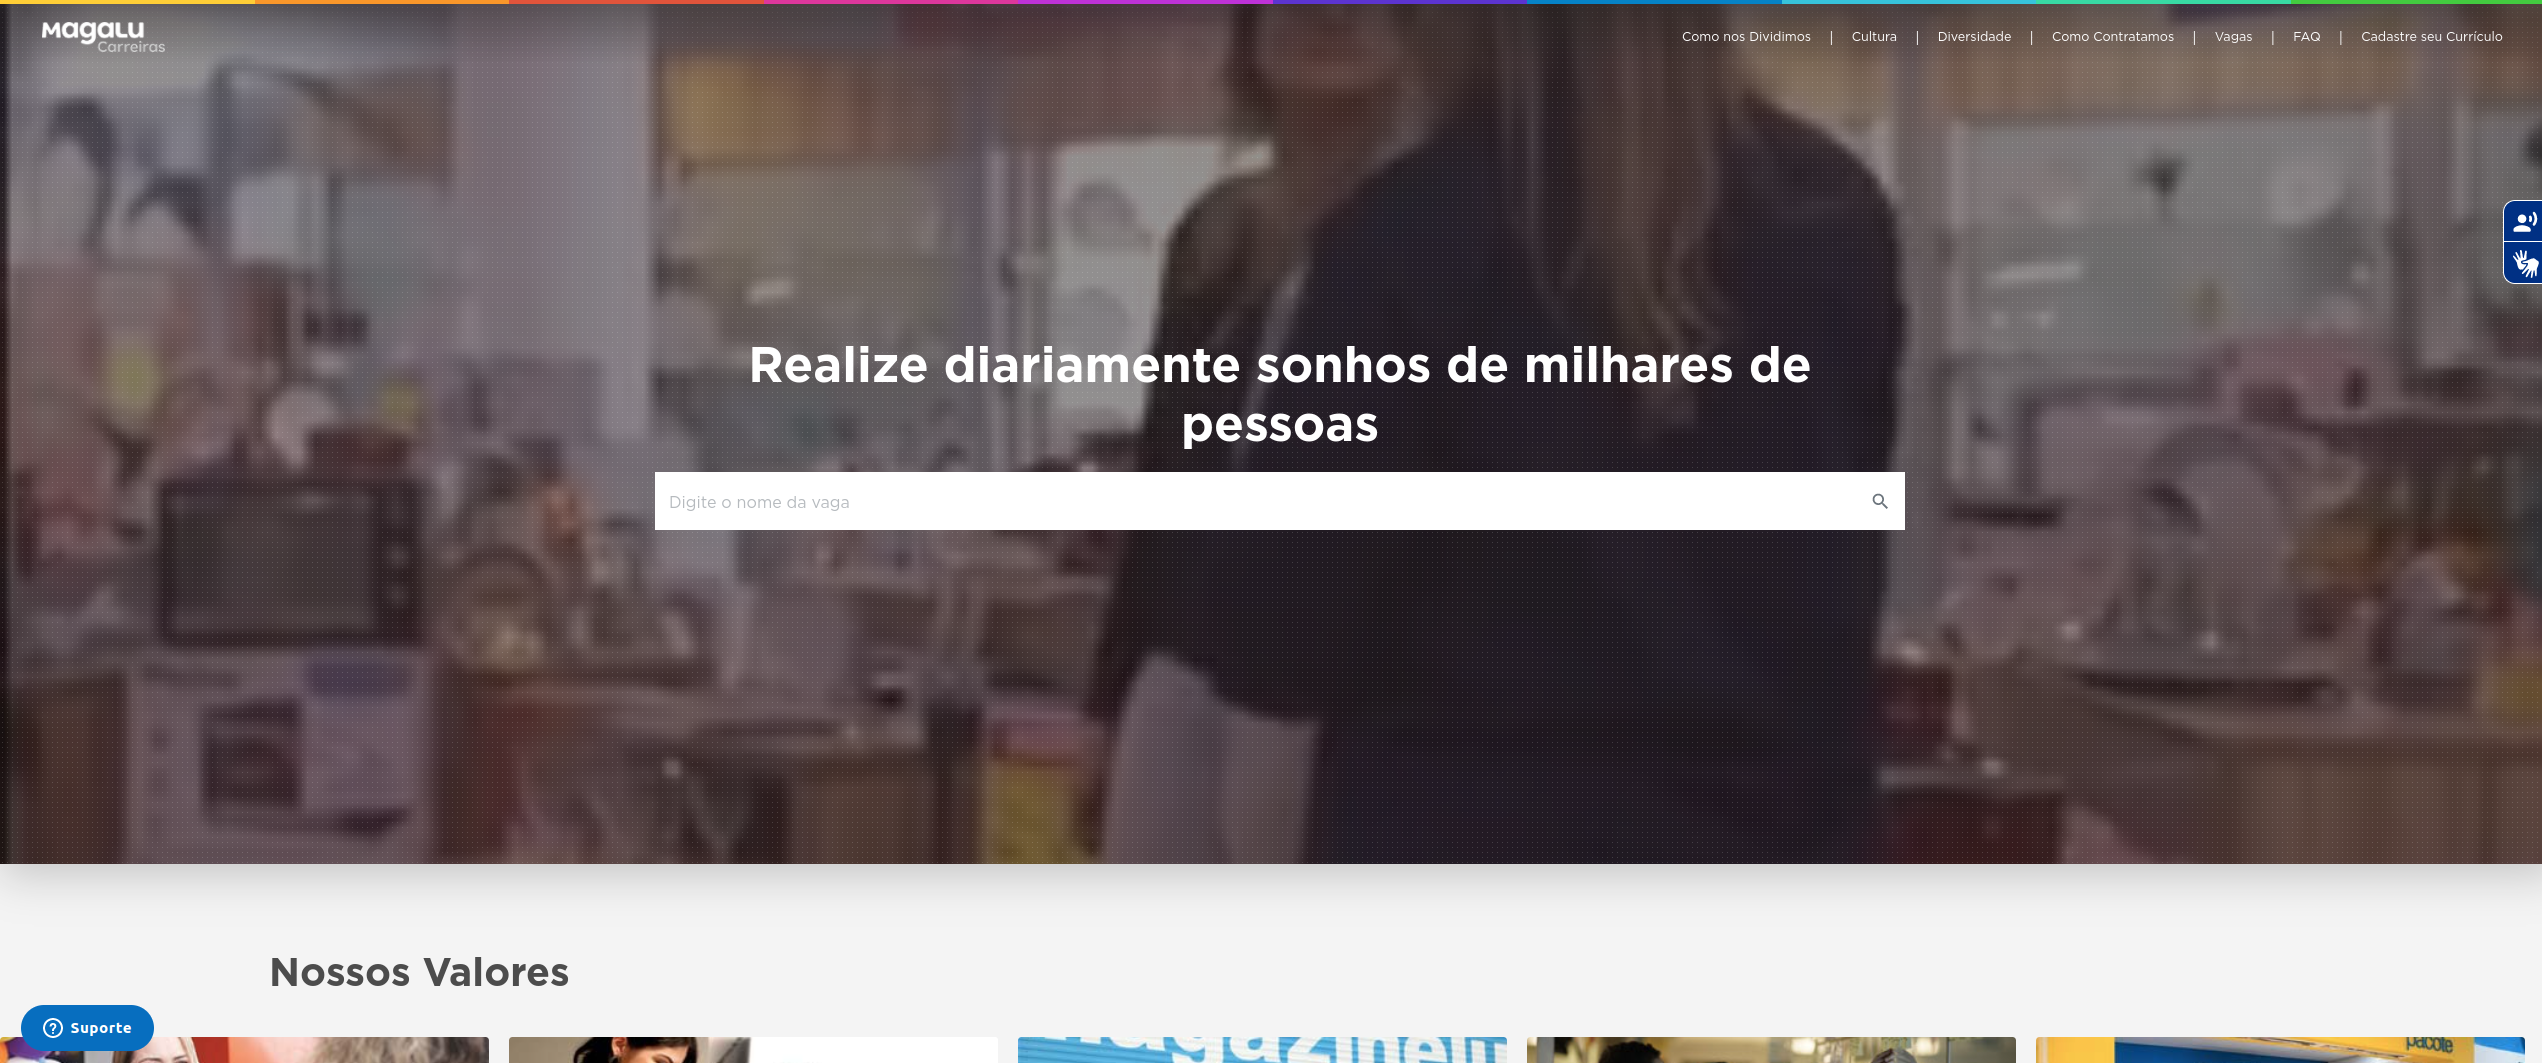 Magalu
Carreiras
Como nos Dividimos | Cultura | Diversidade | Como Contratamos | Vagas | FAQ | Cadastre seu Currículo
Realize diariamente sonhos de milhares de
pessoas
Digite o nome da vaga
Nossos Valores
Suporte
pacote